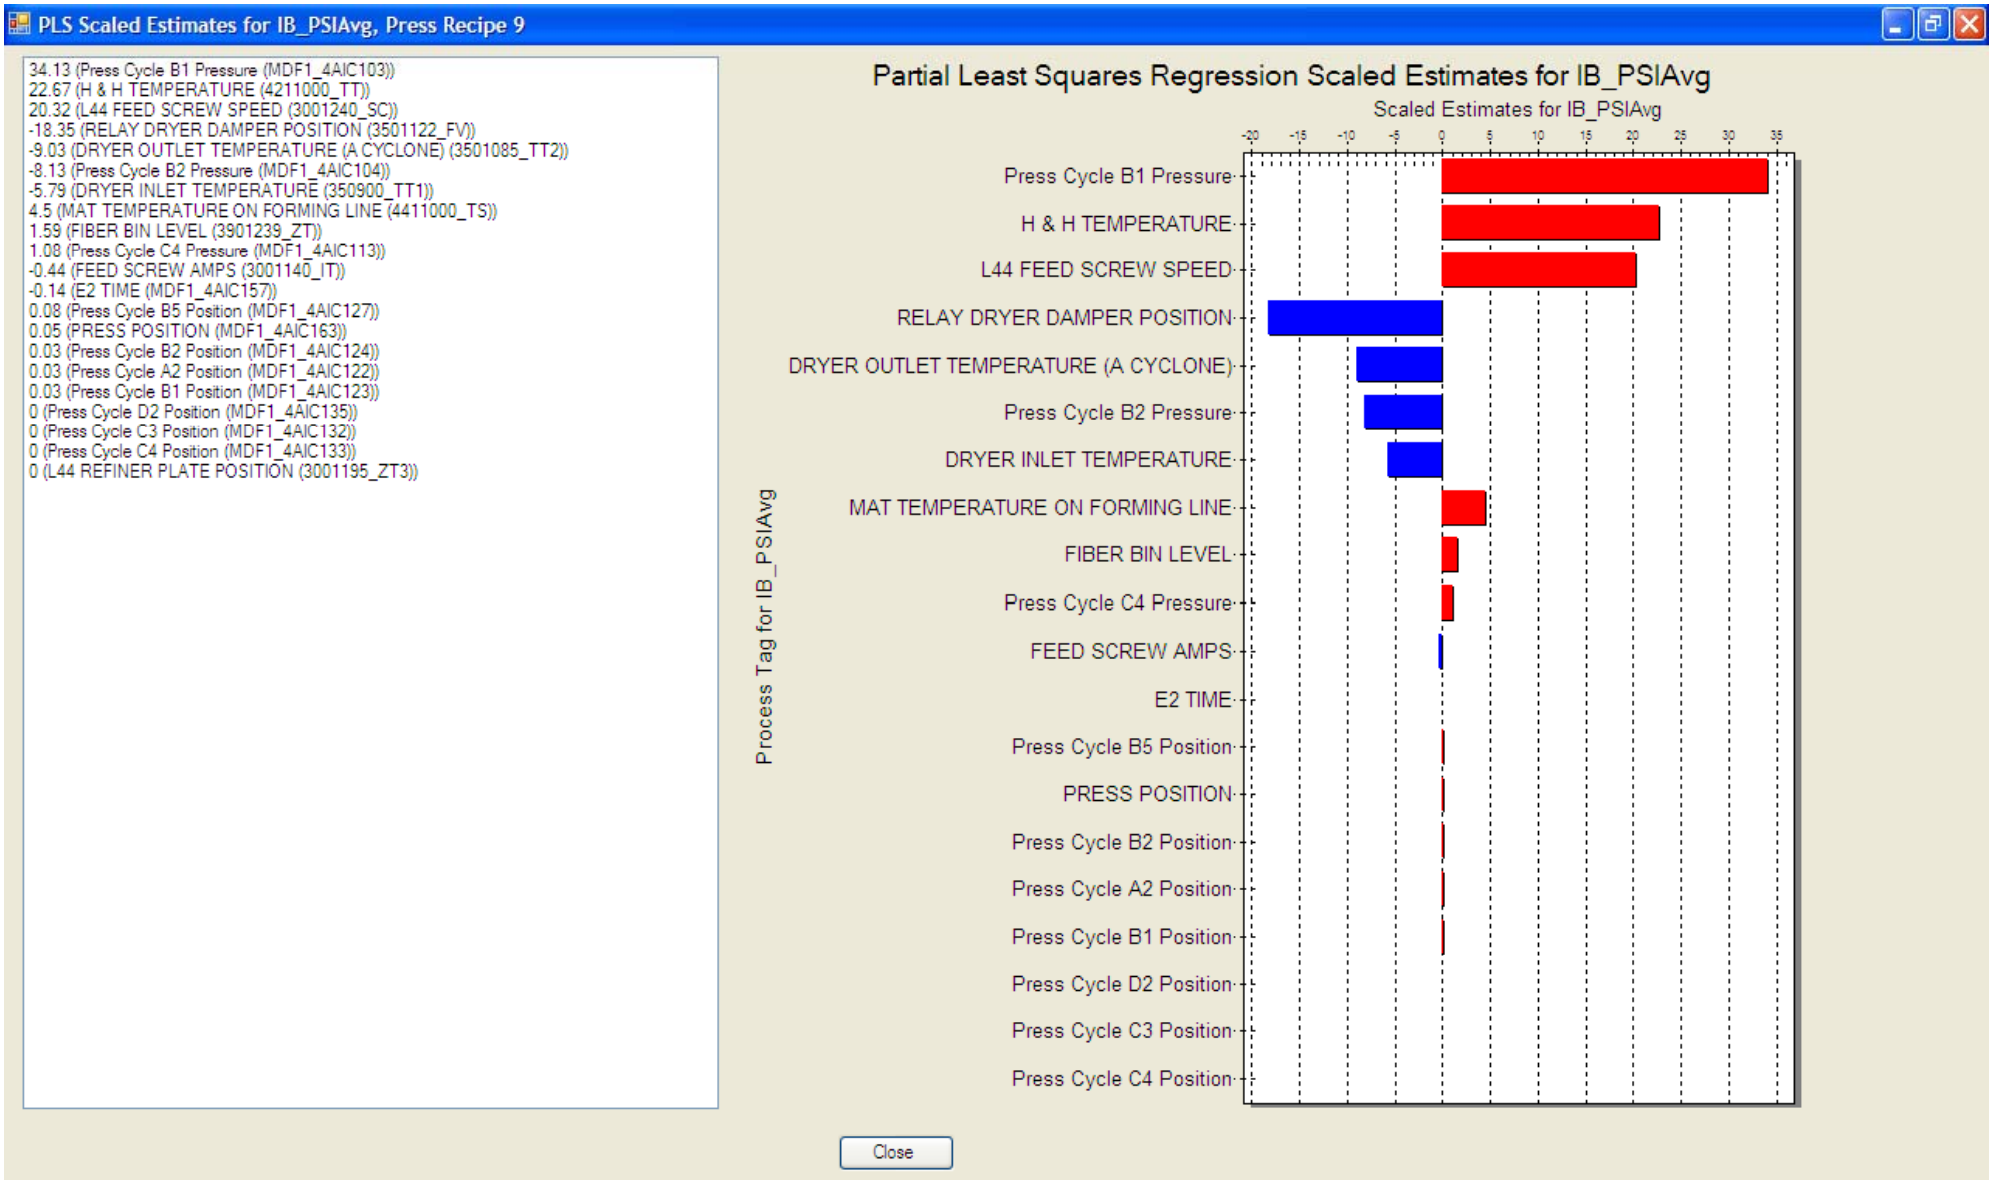 PLS Scaled Estimates for IB_PSIAvg, Press Recipe 9
34.13 (Press Cycle B1 Pressure (MDF1_4AIC103))
22.67 (H & H TEMPERATURE (4211000_TT))
20.32 (L44 FEED SCREW SPEED (3001240_SC))
-18.35 (RELAY DRYER DAMPER POSITION (3501122_FV))
-9.03 (DRYER OUTLET TEMPERATURE (A CYCLONE) (3501085_TT2))
-8.13 (Press Cycle B2 Pressure (MDF1_4AIC104))
-5.79 (DRYER INLET TEMPERATURE (350900_TT1))
4.5 (MAT TEMPERATURE ON FORMING LINE (4411000_TS))
1.59 (FIBER BIN LEVEL (3901239_ZT))
1.08 (Press Cycle C4 Pressure (MDF1_4AIC113))
-0.44 (FEED SCREW AMPS (3001140_IT))
-0.14 (E2 TIME (MDF1_4AIC157))
0.08 (Press Cycle B5 Position (MDF1_4AIC127))
0.05 (PRESS POSITION (MDF1_4AIC163))
0.03 (Press Cycle B2 Position (MDF1_4AIC124))
0.03 (Press Cycle A2 Position (MDF1_4AIC122))
0.03 (Press Cycle B1 Position (MDF1_4AIC123))
0 (Press Cycle D2 Position (MDF1_4AIC135))
0 (Press Cycle C3 Position (MDF1_4AIC132))
0 (Press Cycle C4 Position (MDF1_4AIC133))
0 (L44 REFINER PLATE POSITION (3001195_ZT3))
Partial Least Squares Regression Scaled Estimates for IB_PSIAvg
Scaled Estimates for IB_PSIAvg
-20 -15 -10 -5 0 5 10 15 20 25 30 35
Process Tag for IB_PSIAvg
Press Cycle B1 Pressure
H & H TEMPERATURE
L44 FEED SCREW SPEED
RELAY DRYER DAMPER POSITION
DRYER OUTLET TEMPERATURE (A CYCLONE)
Press Cycle B2 Pressure
DRYER INLET TEMPERATURE
MAT TEMPERATURE ON FORMING LINE
FIBER BIN LEVEL
Press Cycle C4 Pressure
FEED SCREW AMPS
E2 TIME
Press Cycle B5 Position
PRESS POSITION
Press Cycle B2 Position
Press Cycle A2 Position
Press Cycle B1 Position
Press Cycle D2 Position
Press Cycle C3 Position
Press Cycle C4 Position
Close